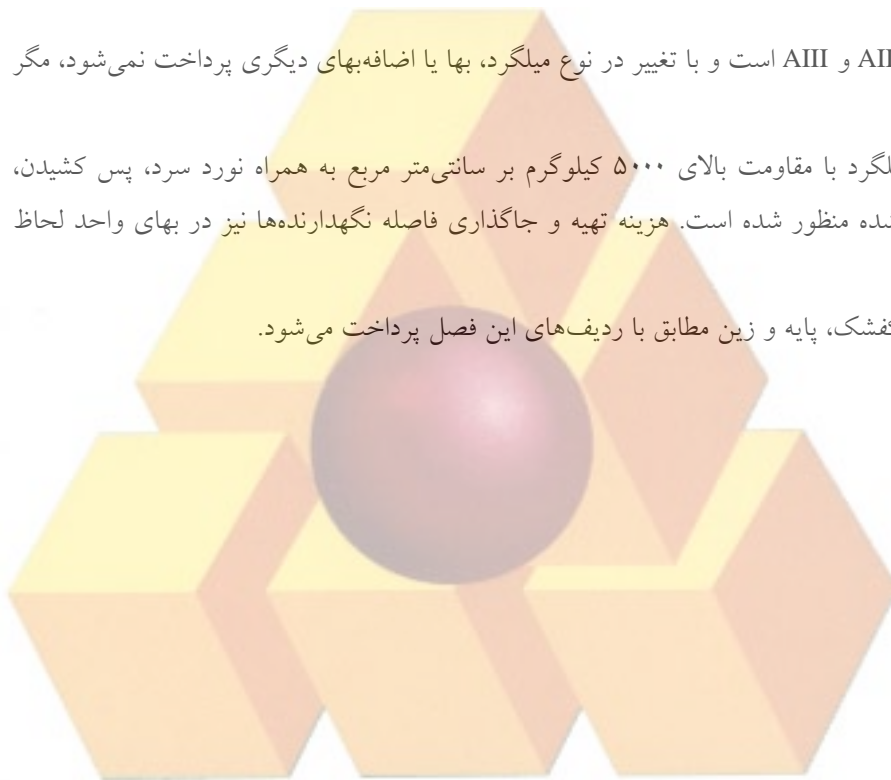 AIII و AII است و با تغییر در نوع میلگرد، بها یا اضافه‌بهای دیگری پرداخت نمی‌شود، مگر
با مقاومت بالای ۵۰۰۰ کیلوگرم بر سانتی‌متر مربع به همراه نورد سرد، پس کشیدن،
منظور شده است. هزینه تهیه و جاگذاری فاصله نگهدارنده‌ها نیز در بهای واحد لحاظ
کفشک، پایه و زین مطابق با ردیف‌های این فصل پرداخت می‌شود.